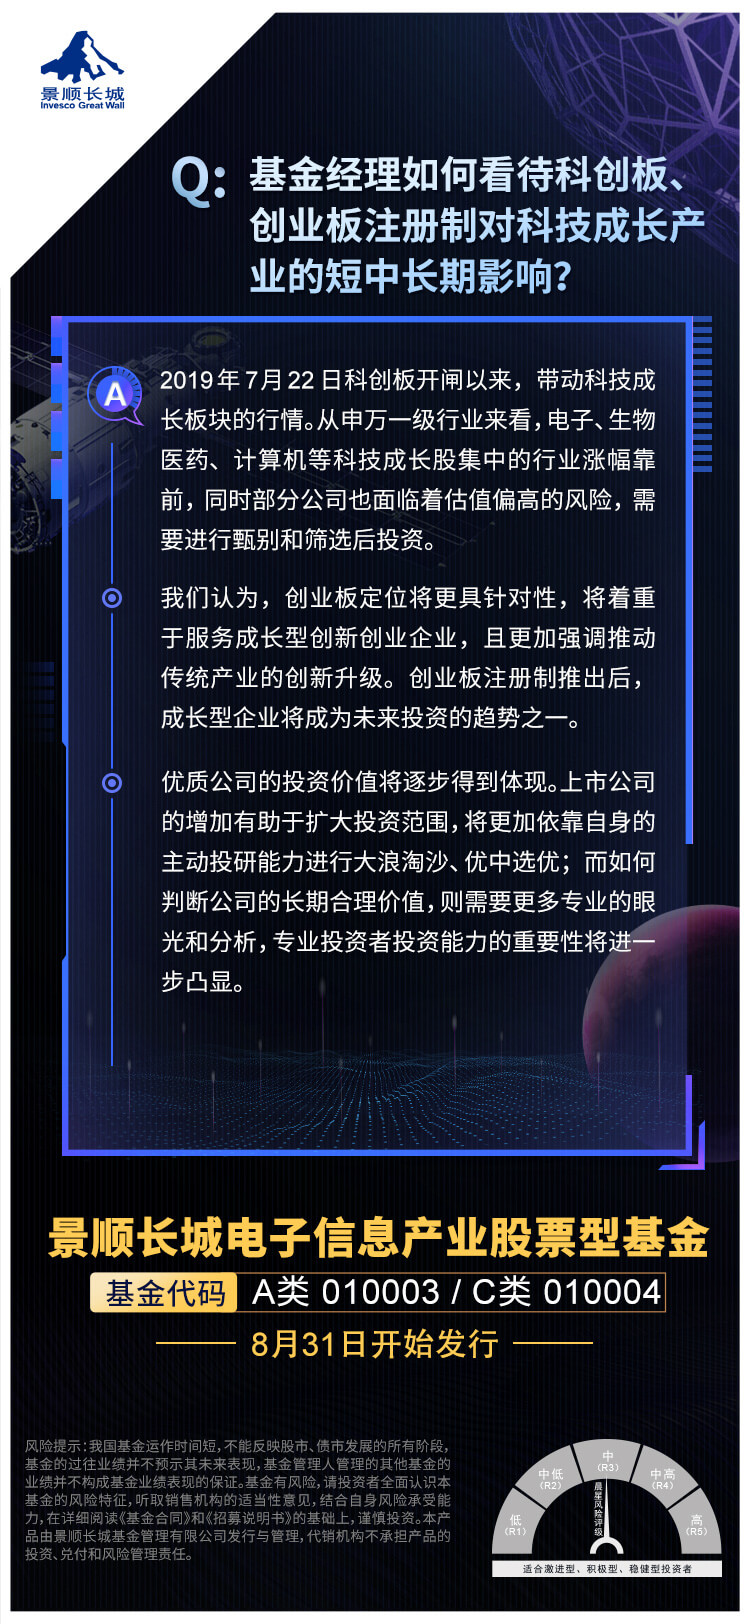 景顺长城
Invesco Great Wall
Q: 基金经理如何看待科创板、
创业板注册制对科技成长产
业的短中长期影响？
A
2019年7月22日科创板开闸以来，带动科技成
长板块的行情。从申万一级行业来看，电子、生物
医药、计算机等科技成长股集中的行业涨幅靠
前，同时部分公司也面临着估值偏高的风险，需
要进行甄别和筛选后投资。
我们认为，创业板定位将更具针对性，将着重
于服务成长型创新创业企业，且更加强调推动
传统产业的创新升级。创业板注册制推出后，
成长型企业将成为未来投资的趋势之一。
优质公司的投资价值将逐步得到体现。上市公司
的增加有助于扩大投资范围，将更加依靠自身的
主动投研能力进行大浪淘沙、优中选优；而如何
判断公司的长期合理价值，则需要更多专业的眼
光和分析，专业投资者投资能力的重要性将进一
步凸显。
景顺长城电子信息产业股票型基金
基金代码 A类 010003 / C类 010004
8月31日开始发行
风险提示：我国基金运作时间短，不能反映股市、债市发展的所有阶段，
基金的过往业绩并不预示其未来表现，基金管理人管理的其他基金的
业绩并不构成基金业绩表现的保证。基金有风险，请投资者全面认识本
基金的风险特征，听取销售机构的适当性意见，结合自身风险承受能
力，在详细阅读《基金合同》和《招募说明书》的基础上，谨慎投资。本产
品由景顺长城基金管理有限公司发行与管理，代销机构不承担产品的
投资、兑付和风险管理责任。
低
(R1)
中低
(R2)
中
(R3)
中高
(R4)
高
(R5)
晨星风险评级
适合激进型、积极型、稳健型投资者